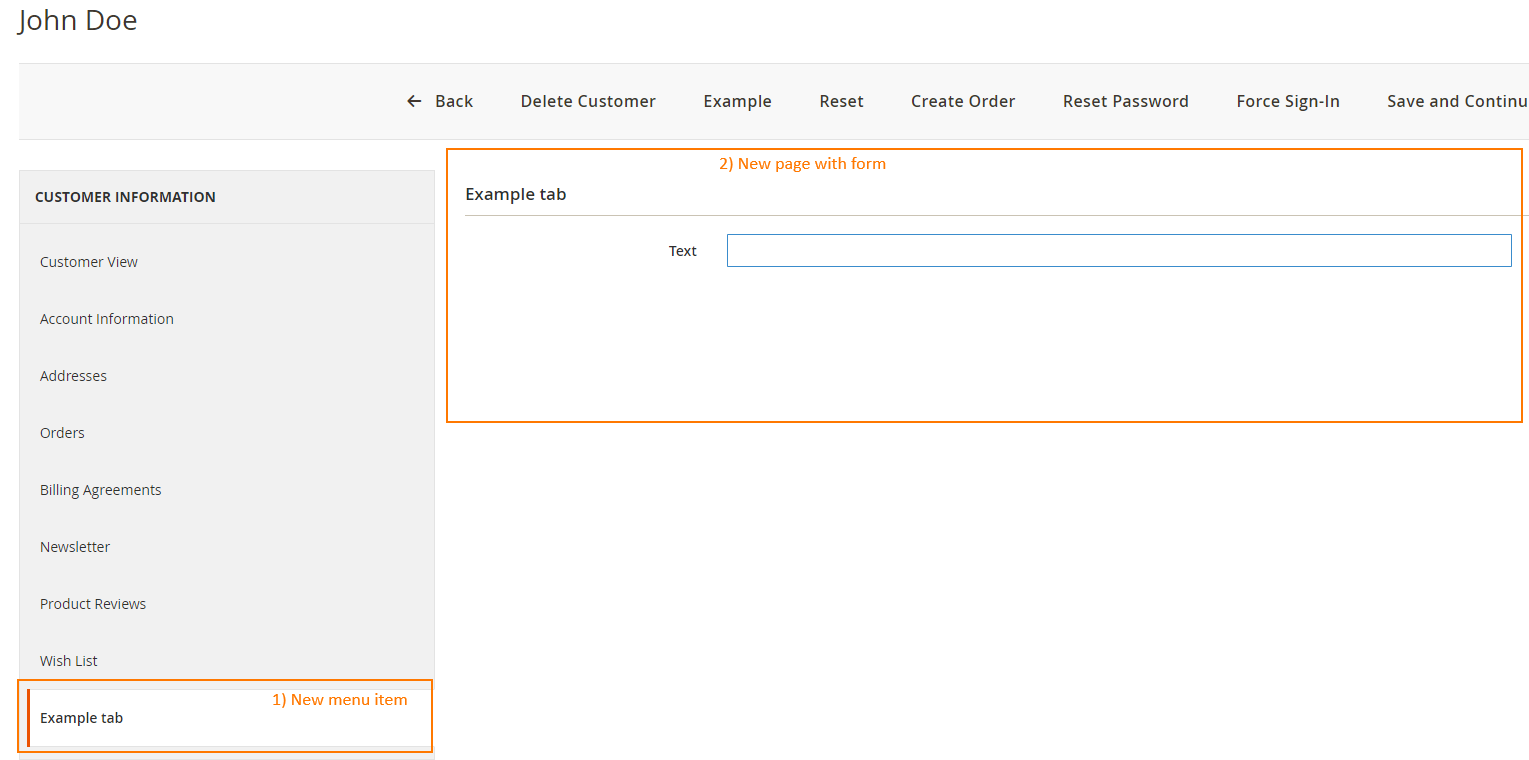 John Doe
← Back Delete Customer Example Reset Create Order Reset Password Force Sign-In Save and Continu
CUSTOMER INFORMATION
Customer View
Account Information
Addresses
Orders
Billing Agreements
Newsletter
Product Reviews
Wish List
1) New menu item
Example tab
2) New page with form
Example tab
Text